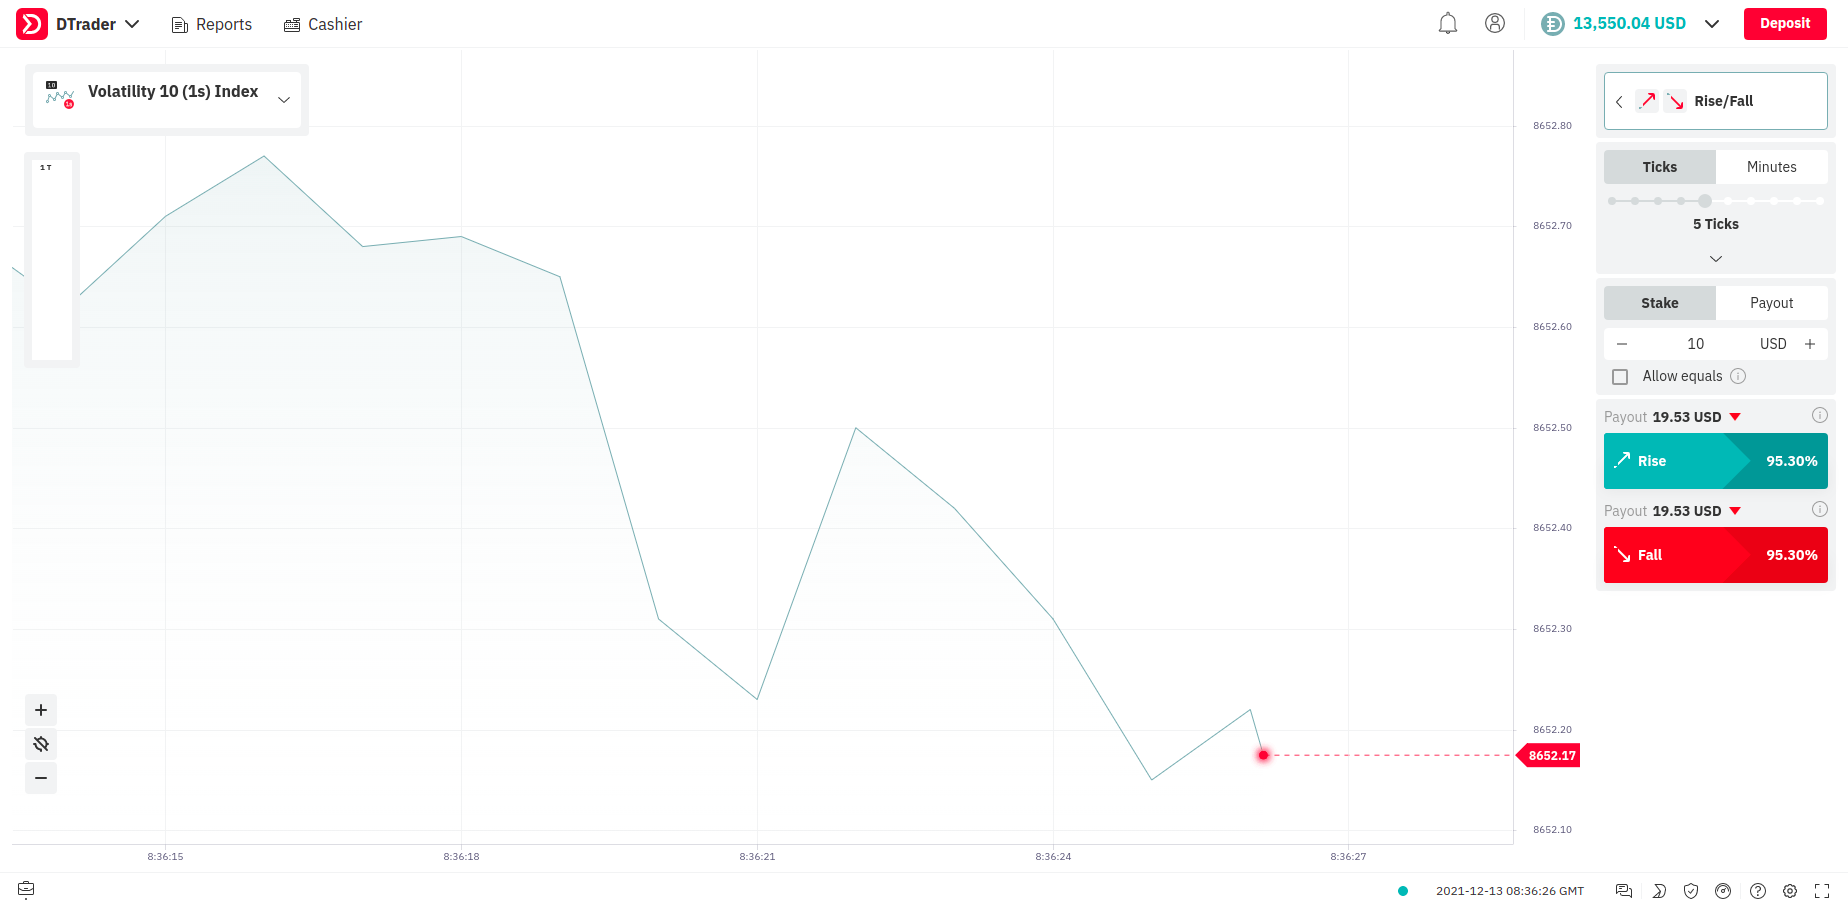 DTrader Reports Cashier 13,550.04 USD Deposit
10
Volatility 10 (1s) Index
1s
1 T
8652.80
8652.70
8652.60
8652.50
8652.40
8652.30
8652.20
8652.17
8652.10
8:36:15 8:36:18 8:36:21 8:36:24 8:36:27
Rise/Fall
Ticks Minutes
5 Ticks
Stake Payout
− 10 USD +
Allow equals
Payout 19.53 USD
Rise 95.30%
Payout 19.53 USD
Fall 95.30%
2021-12-13 08:36:26 GMT